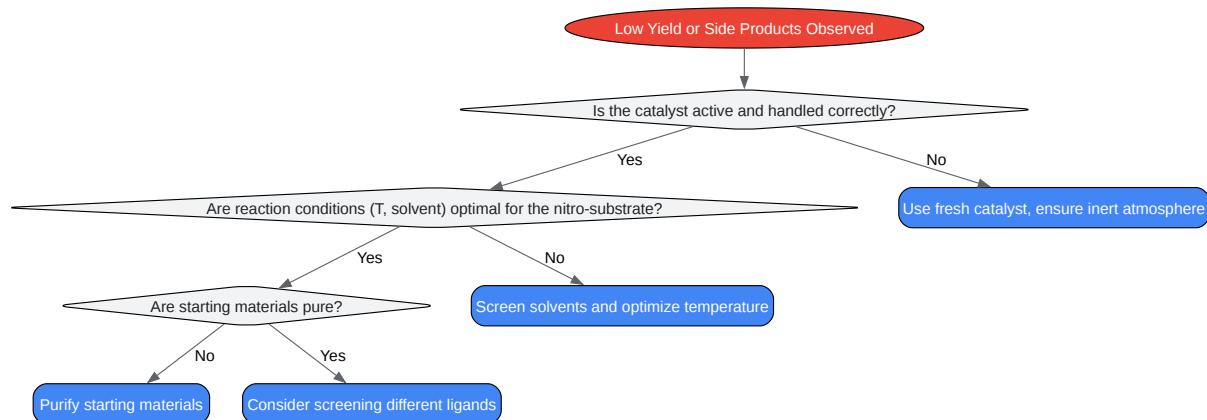 Low Yield or Side Products Observed
Is the catalyst active and handled correctly?
Yes
No
Are reaction conditions (T, solvent) optimal for the nitro-substrate?
Use fresh catalyst, ensure inert atmosphere
Yes
No
Are starting materials pure?
Screen solvents and optimize temperature
No
Yes
Purify starting materials
Consider screening different ligands